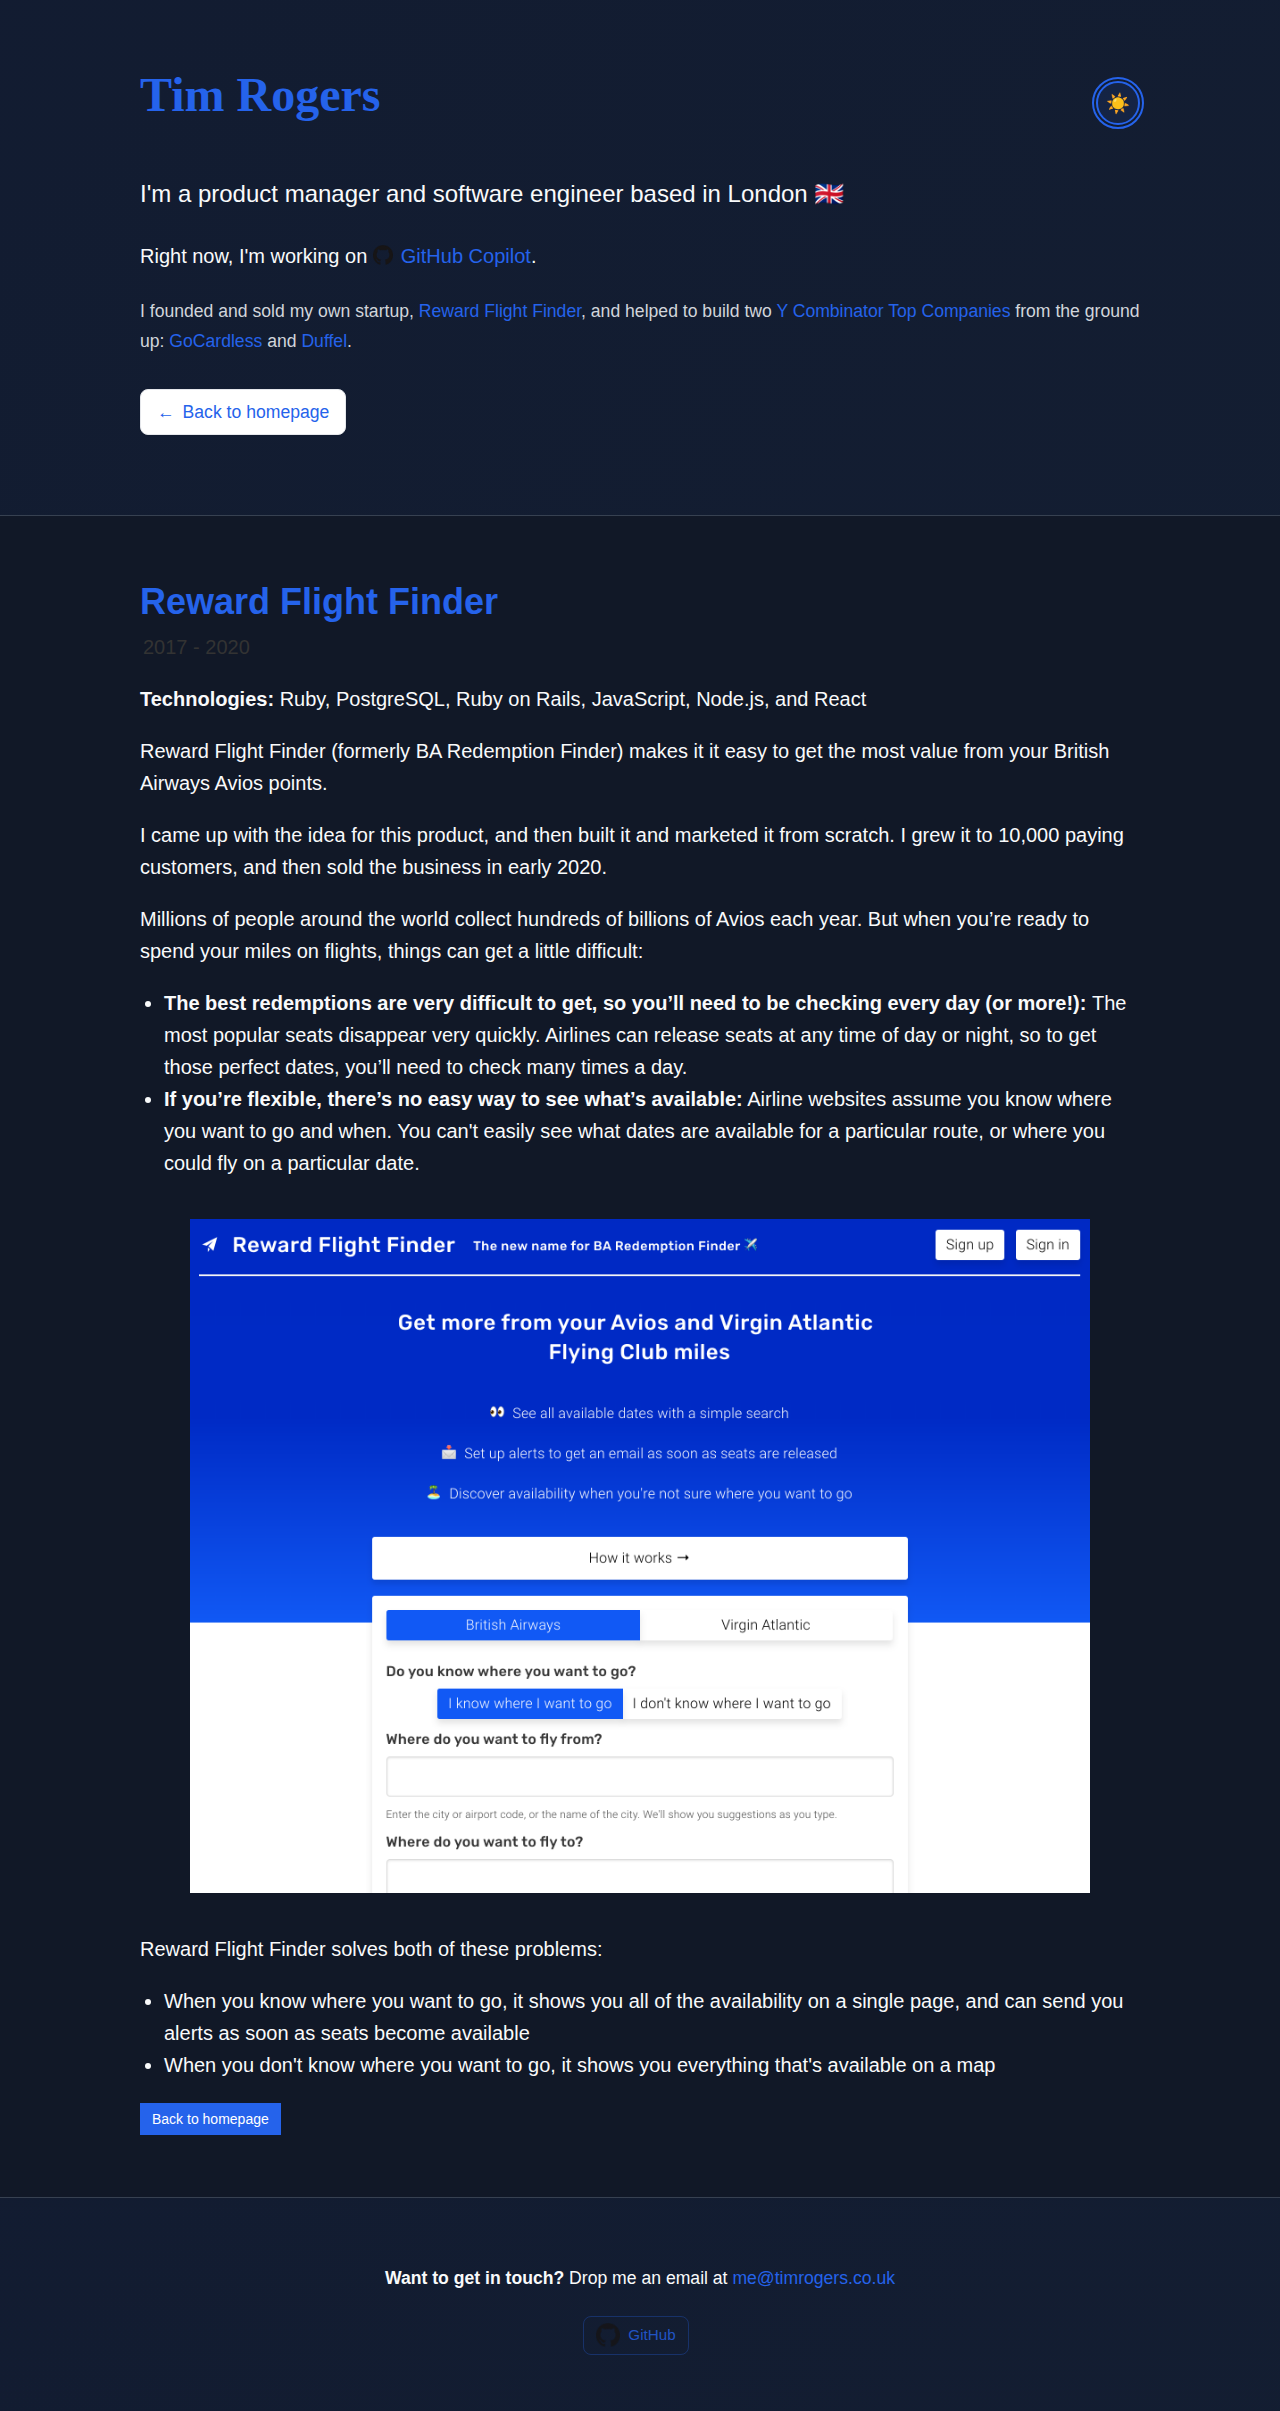 Tim Rogers
I'm a product manager and software engineer based in London 🇬🇧
Right now, I'm working on GitHub Copilot.
I founded and sold my own startup, Reward Flight Finder, and helped to build two Y Combinator Top Companies from the ground
up: GoCardless and Duffel.
← Back to homepage
Reward Flight Finder
2017 - 2020
Technologies: Ruby, PostgreSQL, Ruby on Rails, JavaScript, Node.js, and React
Reward Flight Finder (formerly BA Redemption Finder) makes it it easy to get the most value from your British
Airways Avios points.
I came up with the idea for this product, and then built it and marketed it from scratch. I grew it to 10,000 paying
customers, and then sold the business in early 2020.
Millions of people around the world collect hundreds of billions of Avios each year. But when you’re ready to
spend your miles on flights, things can get a little difficult:
• The best redemptions are very difficult to get, so you’ll need to be checking every day (or more!): The
most popular seats disappear very quickly. Airlines can release seats at any time of day or night, so to get
those perfect dates, you’ll need to check many times a day.
• If you’re flexible, there’s no easy way to see what’s available: Airline websites assume you know where
you want to go and when. You can't easily see what dates are available for a particular route, or where you
could fly on a particular date.
Reward Flight Finder The new name for BA Redemption Finder ✈️ Sign up Sign in
Get more from your Avios and Virgin Atlantic
Flying Club miles
👀 See all available dates with a simple search
📩 Set up alerts to get an email as soon as seats are released
🏝 Discover availability when you're not sure where you want to go
How it works ➞
British Airways Virgin Atlantic
Do you know where you want to go?
I know where I want to go I don't know where I want to go
Where do you want to fly from?
Enter the city or airport code, or the name of the city. We'll show you suggestions as you type.
Where do you want to fly to?
Reward Flight Finder solves both of these problems:
• When you know where you want to go, it shows you all of the availability on a single page, and can send you
alerts as soon as seats become available
• When you don't know where you want to go, it shows you everything that's available on a map
Back to homepage
Want to get in touch? Drop me an email at me@timrogers.co.uk
GitHub